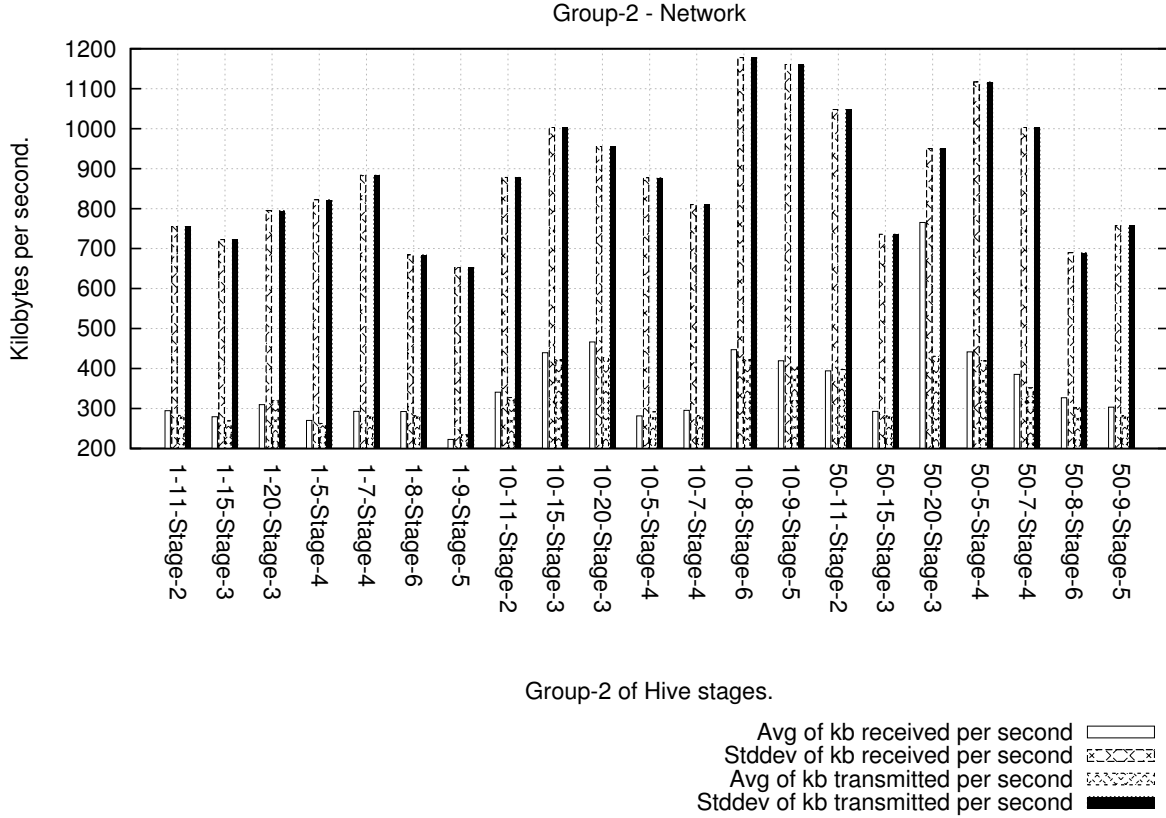 Group-2 - Network
Kilobytes per second.
1200
1100
1000
900
800
700
600
500
400
300
200
1-11-Stage-2
1-15-Stage-3
1-20-Stage-3
1-5-Stage-4
1-7-Stage-4
1-8-Stage-6
1-9-Stage-5
10-11-Stage-2
10-15-Stage-3
10-20-Stage-3
10-5-Stage-4
10-7-Stage-4
10-8-Stage-6
10-9-Stage-5
50-11-Stage-2
50-15-Stage-3
50-20-Stage-3
50-5-Stage-4
50-7-Stage-4
50-8-Stage-6
50-9-Stage-5
Group-2 of Hive stages.
Avg of kb received per second
Stddev of kb received per second
Avg of kb transmitted per second
Stddev of kb transmitted per second